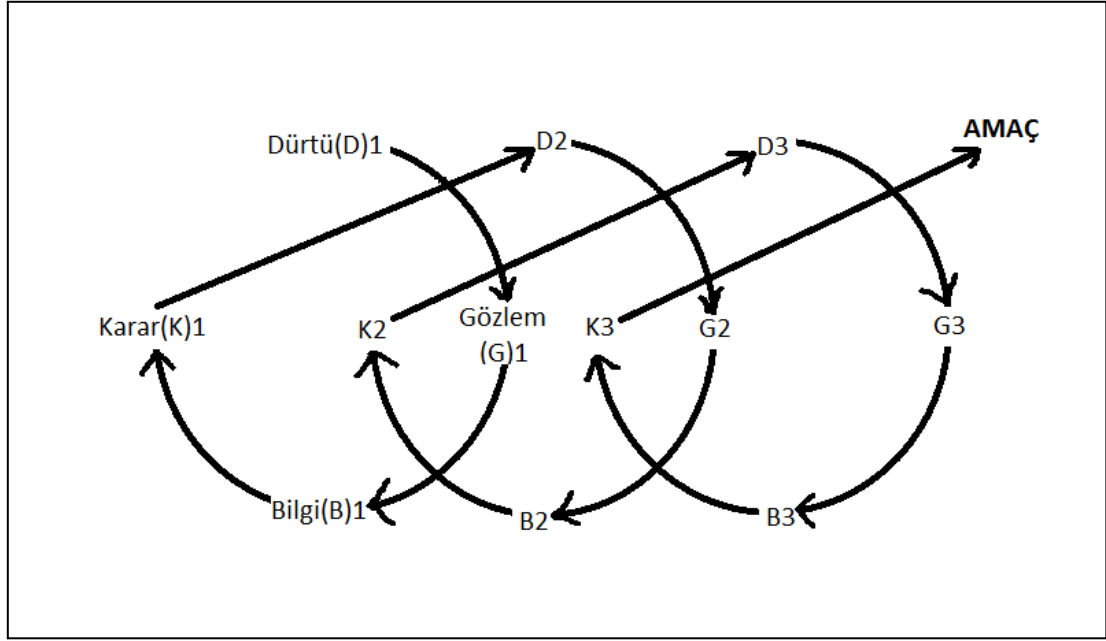 AMAÇ
Dürtü(D)1
D2
D3
Karar(K)1
K2
Gözlem
(G)1
K3
G2
G3
Bilgi(B)1
B2
B3